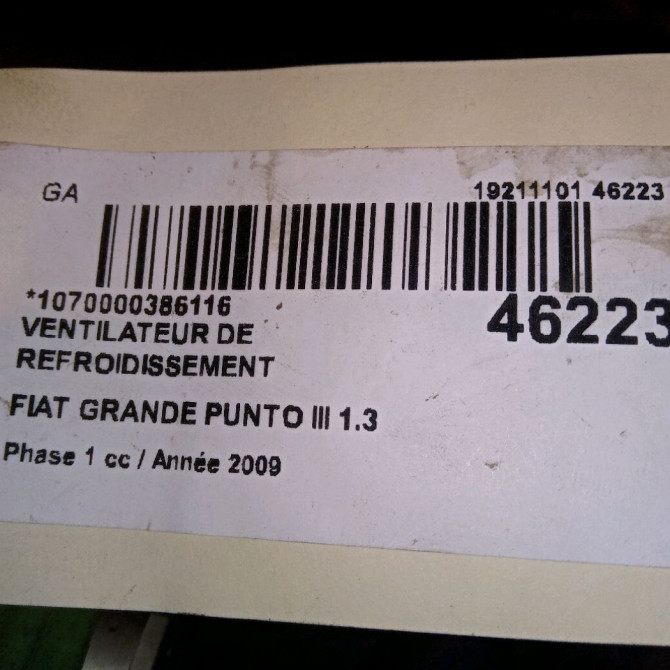 GA 19211101 46223
*1070000386116
46223
VENTILATEUR DE
REFROIDISSEMENT
FIAT GRANDE PUNTO III 1.3
Phase 1 cc / Année 2009